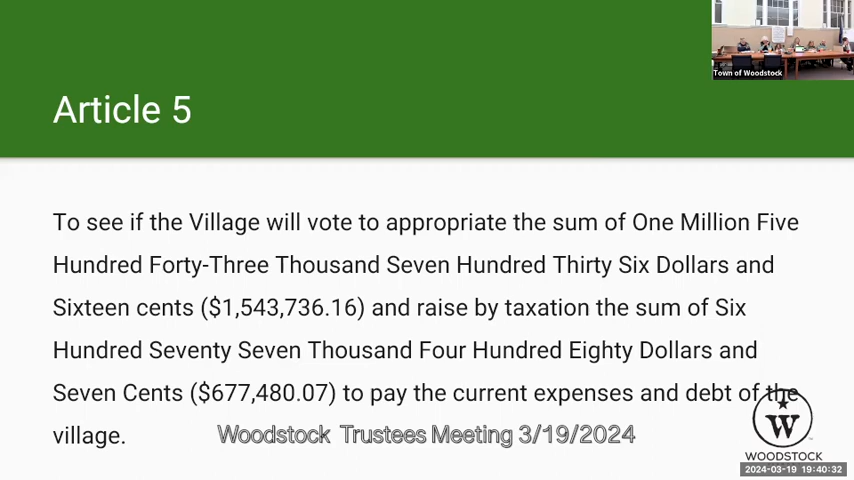 Town of Woodstock
Article 5
To see if the Village will vote to appropriate the sum of One Million Five
Hundred Forty-Three Thousand Seven Hundred Thirty Six Dollars and
Sixteen cents ($1,543,736.16) and raise by taxation the sum of Six
Hundred Seventy Seven Thousand Four Hundred Eighty Dollars and
Seven Cents ($677,480.07) to pay the current expenses and debt of the
village.
Woodstock Trustees Meeting 3/19/2024
W
WOODSTOCK
2024-03-19 19:40:32